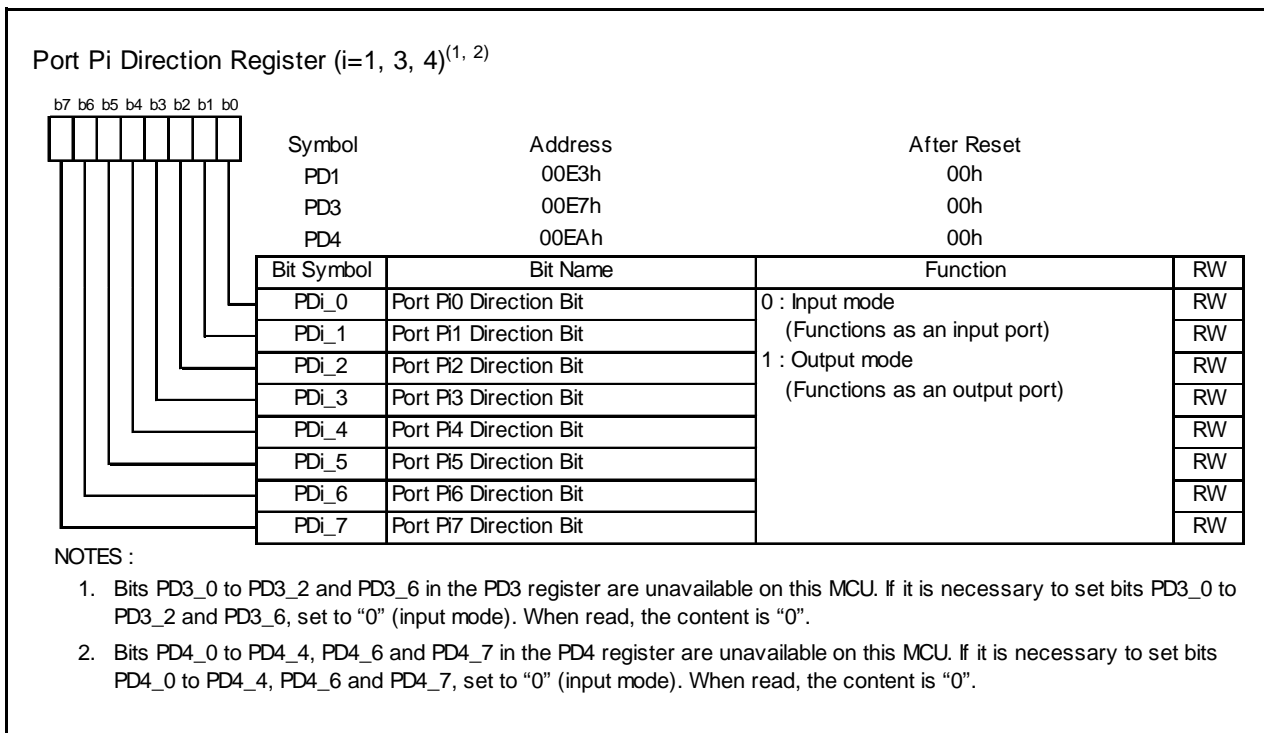 Port Pi Direction Register (i=1, 3, 4)(1, 2)
b7 b6 b5 b4 b3 b2 b1 b0
Symbol Address After Reset
PD1 00E3h 00h
PD3 00E7h 00h
PD4 00EAh 00h
Bit Symbol Bit Name Function RW
PDi_0 Port Pi0 Direction Bit 0 : Input mode RW
PDi_1 Port Pi1 Direction Bit (Functions as an input port) RW
PDi_2 Port Pi2 Direction Bit 1 : Output mode RW
PDi_3 Port Pi3 Direction Bit (Functions as an output port) RW
PDi_4 Port Pi4 Direction Bit RW
PDi_5 Port Pi5 Direction Bit RW
PDi_6 Port Pi6 Direction Bit RW
PDi_7 Port Pi7 Direction Bit RW
NOTES :
1. Bits PD3_0 to PD3_2 and PD3_6 in the PD3 register are unavailable on this MCU. If it is necessary to set bits PD3_0 to
PD3_2 and PD3_6, set to “0” (input mode). When read, the content is “0”.
2. Bits PD4_0 to PD4_4, PD4_6 and PD4_7 in the PD4 register are unavailable on this MCU. If it is necessary to set bits
PD4_0 to PD4_4, PD4_6 and PD4_7, set to “0” (input mode). When read, the content is “0”.